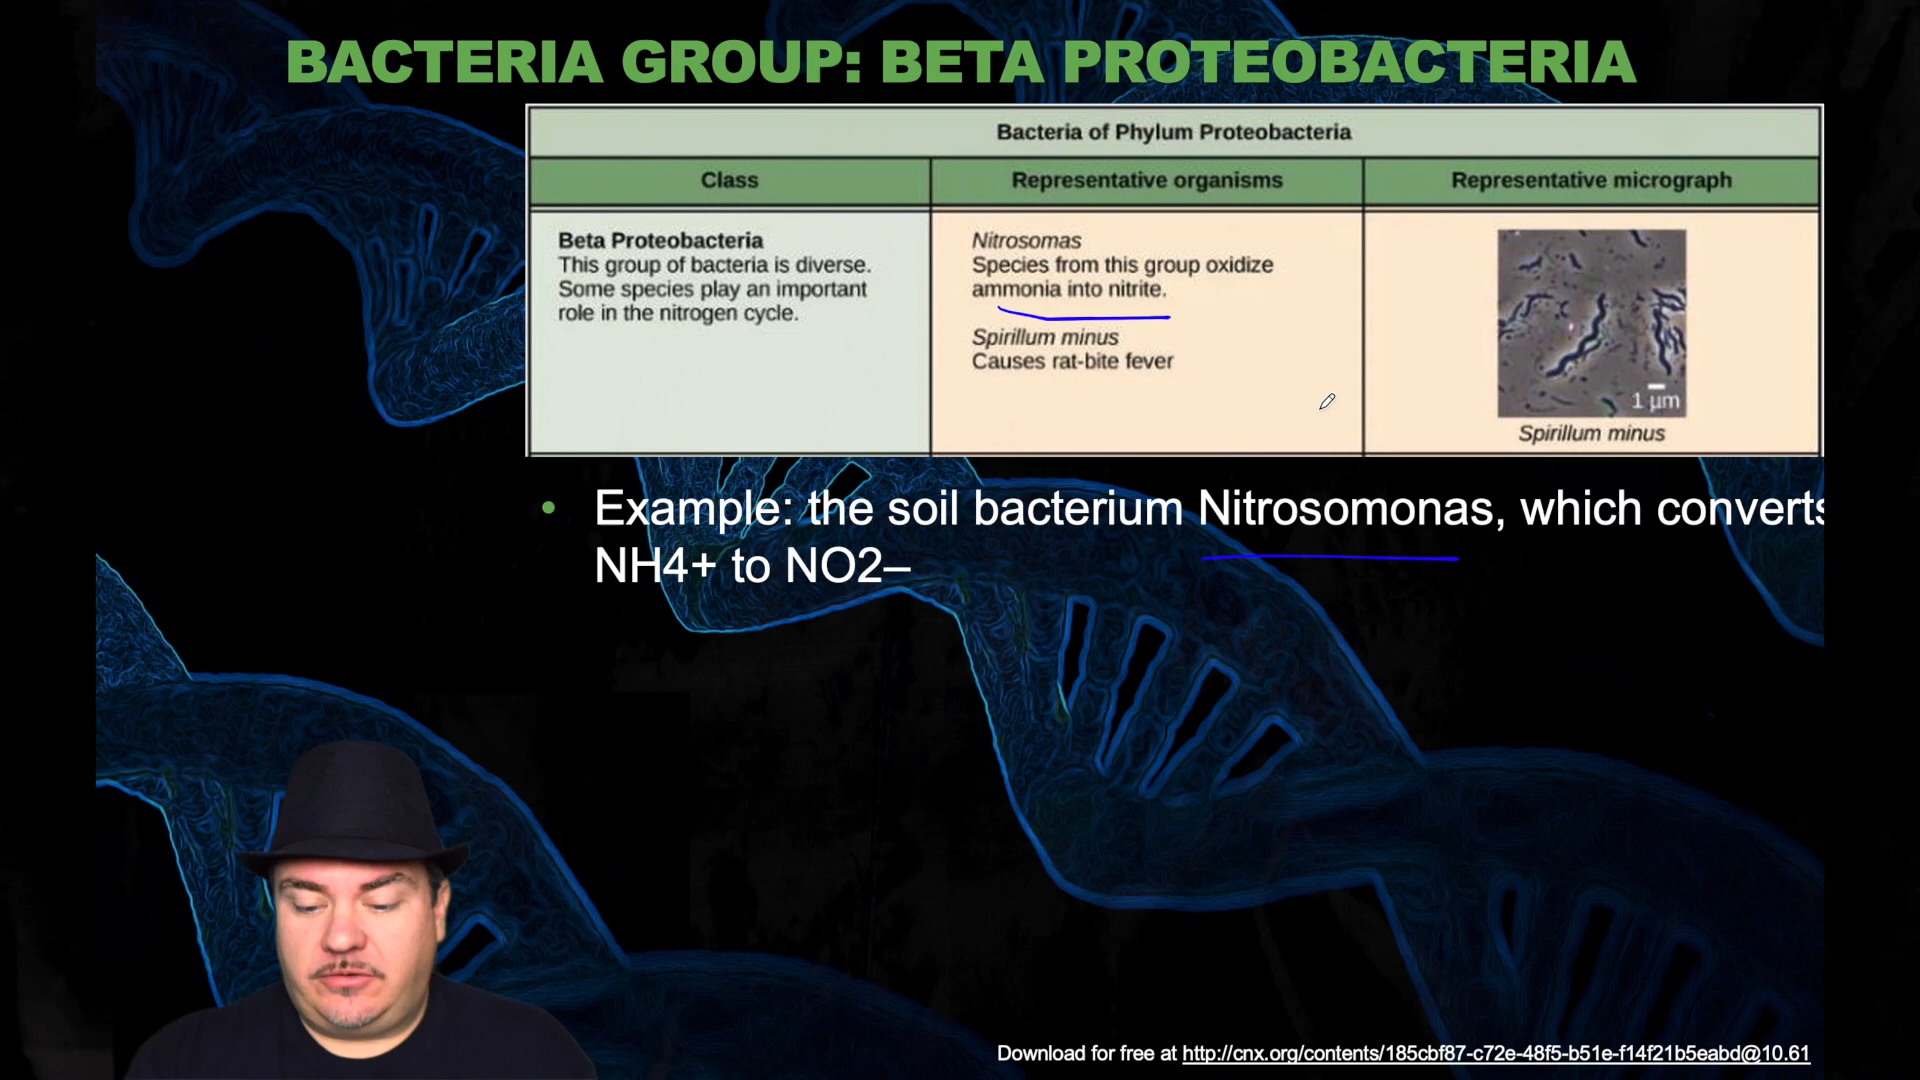 BACTERIA GROUP: BETA PROTEOBACTERIA
Bacteria of Phylum Proteobacteria
Class
Representative organisms
Representative micrograph
Beta Proteobacteria
This group of bacteria is diverse.
Some species play an important
role in the nitrogen cycle.
Nitrosomas
Species from this group oxidize
ammonia into nitrite.
Spirillum minus
Causes rat-bite fever
1 µm
Spirillum minus
• Example: the soil bacterium Nitrosomonas, which converts
NH4+ to NO2–
Download for free at http://cnx.org/contents/185cbf87-c72e-48f5-b51e-f14f21b5eabd@10.61